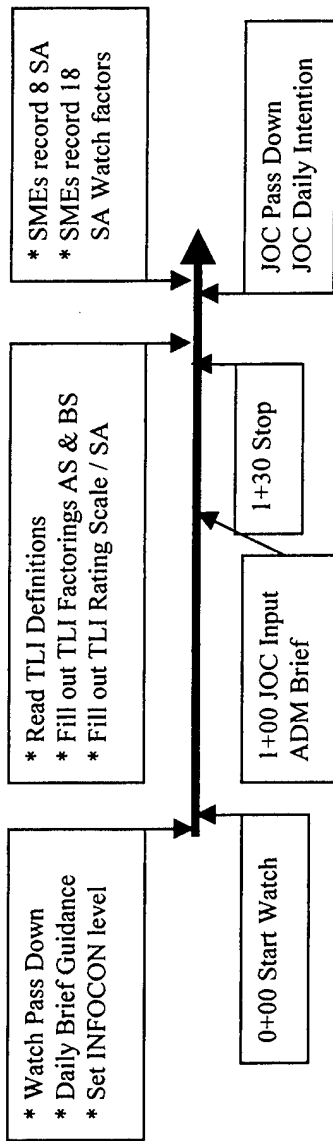 * Watch Pass Down
* Daily Brief Guidance
* Set INFOCON level
* Read TLI Definitions
* Fill out TLI Factorings AS & BS
* Fill out TLI Rating Scale / SA
* SMEs record 8 SA
* SMEs record 18
SA Watch factors
0+00 Start Watch
1+00 JOC Input
ADM Brief
1+30 Stop
JOC Pass Down
JOC Daily Intention